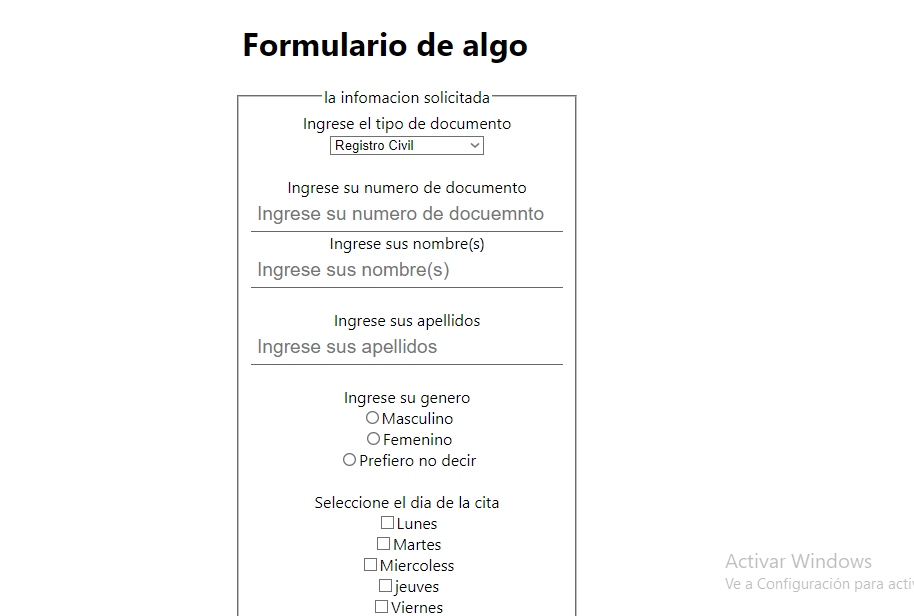 Formulario de algo
la infomacion solicitada
Ingrese el tipo de documento
Registro Civil
Ingrese su numero de documento
Ingrese su numero de docuemnto
Ingrese sus nombre(s)
Ingrese sus nombre(s)
Ingrese sus apellidos
Ingrese sus apellidos
Ingrese su genero
Masculino
Femenino
Prefiero no decir
Seleccione el dia de la cita
Lunes
Martes
Miercoless
jeuves
Viernes
Activar Windows
Ve a Configuración para